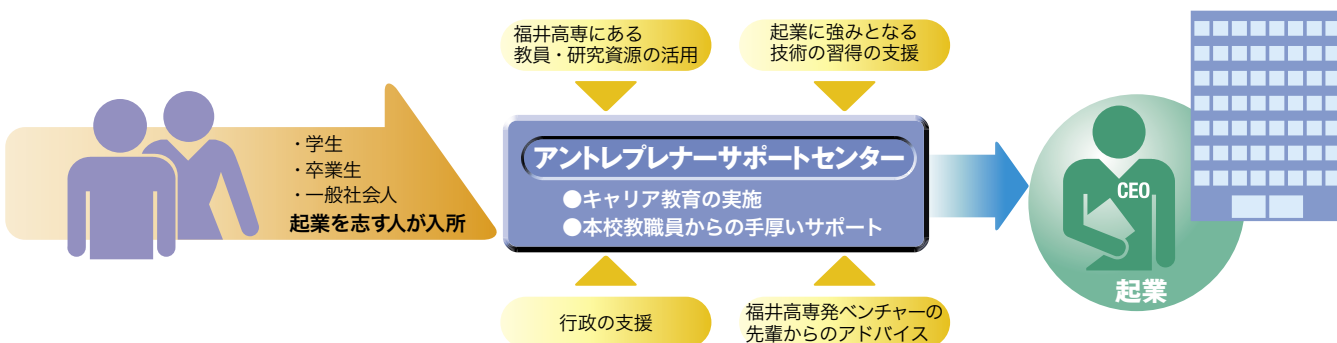 福井高専にある
教員・研究資源の活用
起業に強みとなる
技術の習得の支援
・学生
・卒業生
・一般社会人
起業を志す人が入所
アントレプレナーサポートセンター
●キャリア教育の実施
●本校教職員からの手厚いサポート
CEO
起業
行政の支援
福井高専発ベンチャーの
先輩からのアドバイス